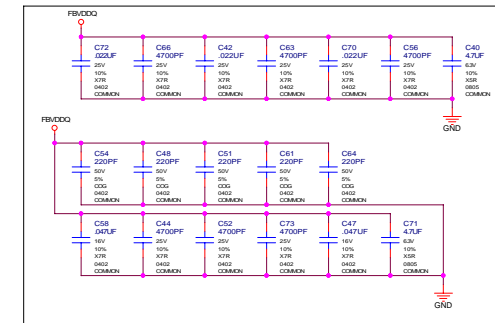 FBVDDQ
C72 C66 C42 C63 C70 C56 C40
.022UF 4700PF .022UF 4700PF .022UF 4700PF 4.7UF
25V 25V 25V 25V 25V 25V 6.3V
10% 10% 10% 10% 10% 10% 10%
X7R X7R X7R X7R X7R X7R X5R
0402 0402 0402 0402 0402 0402 0805
COMMON COMMON COMMON COMMON COMMON COMMON COMMON
GND
FBVDDQ
C54 C48 C51 C61 C64
220PF 220PF 220PF 220PF 220PF
50V 50V 50V 50V 50V
5% 5% 5% 5% 5%
COG COG COG COG COG
0402 0402 0402 0402 0402
COMMON COMMON COMMON COMMON COMMON
C58 C44 C52 C73 C47 C71
.047UF 4700PF 4700PF 4700PF .047UF 4.7UF
16V 25V 25V 25V 16V 6.3V
10% 10% 10% 10% 10% 10%
X7R X7R X7R X7R X7R X5R
0402 0402 0402 0402 0402 0805
COMMON COMMON COMMON COMMON COMMON COMMON
GND